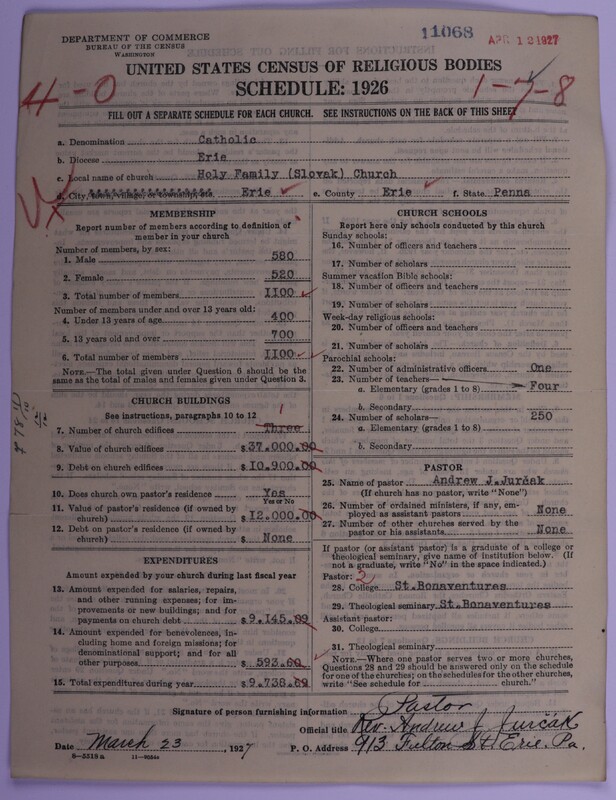 DEPARTMENT OF COMMERCE
BUREAU OF THE CENSUS
WASHINGTON
11068
APR 12 1927
UNITED STATES CENSUS OF RELIGIOUS BODIES
SCHEDULE: 1926
4-0
1-7-8
FILL OUT A SEPARATE SCHEDULE FOR EACH CHURCH. SEE INSTRUCTIONS ON THE BACK OF THIS SHEET
a. Denomination Catholic
b. Diocese Erie
c. Local name of church Holy Family (Slovak) Church
d. City, town, village, or township, etc. Erie e. County Erie f. State Penna
MEMBERSHIP
Report number of members according to definition of
member in your church
Number of members, by sex:
1. Male 580
2. Female 520
3. Total number of members 1100
Number of members under and over 13 years old:
4. Under 13 years of age 400
5. 13 years old and over 700
6. Total number of members 1100
NOTE.—The total given under Question 6 should be
same as the total of males and females given under Question 3.
CHURCH BUILDINGS
See instructions, paragraphs 10 to 12
1
7. Number of church edifices Three
8. Value of church edifices $ 37.000.00
9. Debt on church edifices $ 10.900.00
10. Does church own pastor's residence Yes
Yes or No
11. Value of pastor's residence (if owned by
church) $ 12.000.00
12. Debt on pastor's residence (if owned by
church) $ None
EXPENDITURES
Amount expended by your church during last fiscal year
13. Amount expended for salaries, repairs,
and other running expenses; for im-
provements or new buildings; and for
payments on church debt $ 9.145.09
14. Amount expended for benevolences, in-
cluding home and foreign missions; for
denominational support; and for all
other purposes $ 593.60
15. Total expenditures during year $ 9.738.69
CHURCH SCHOOLS
Report here only schools conducted by this church
Sunday schools:
16. Number of officers and teachers
17. Number of scholars
Summer vacation Bible schools:
18. Number of officers and teachers
19. Number of scholars
Week-day religious schools:
20. Number of officers and teachers
21. Number of scholars
Parochial schools:
22. Number of administrative officers One
23. Number of teachers—
a. Elementary (grades 1 to 8) Four
b. Secondary
24. Number of scholars— 250
a. Elementary (grades 1 to 8)
b. Secondary
PASTOR
25. Name of pastor Andrew J. Jurčak
(If church has no pastor, write "None")
26. Number of ordained ministers, if any, em-
ployed as assistant pastors None
27. Number of other churches served by the
pastor or his assistants None
If pastor (or assistant pastor) is a graduate of a college or
theological seminary, give name of institution below. (If
not a graduate, write "No" in the space indicated.)
Pastor: 2
28. College St.Bonaventures
29. Theological seminary St.Bonaventures
Assistant pastor:
30. College
31. Theological seminary
NOTE.—Where one pastor serves two or more churches,
Questions 28 and 29 should be answered only on the schedule
for one of the churches; on the schedules for the other churches,
write "See schedule for church."
Signature of person furnishing information Pastor
Official title Rev. Andrew J. Jurčak
Date March 23, 1927 P. O. Address 913 Fulton St. Erie. Pa.
8-5318a 11-9584a